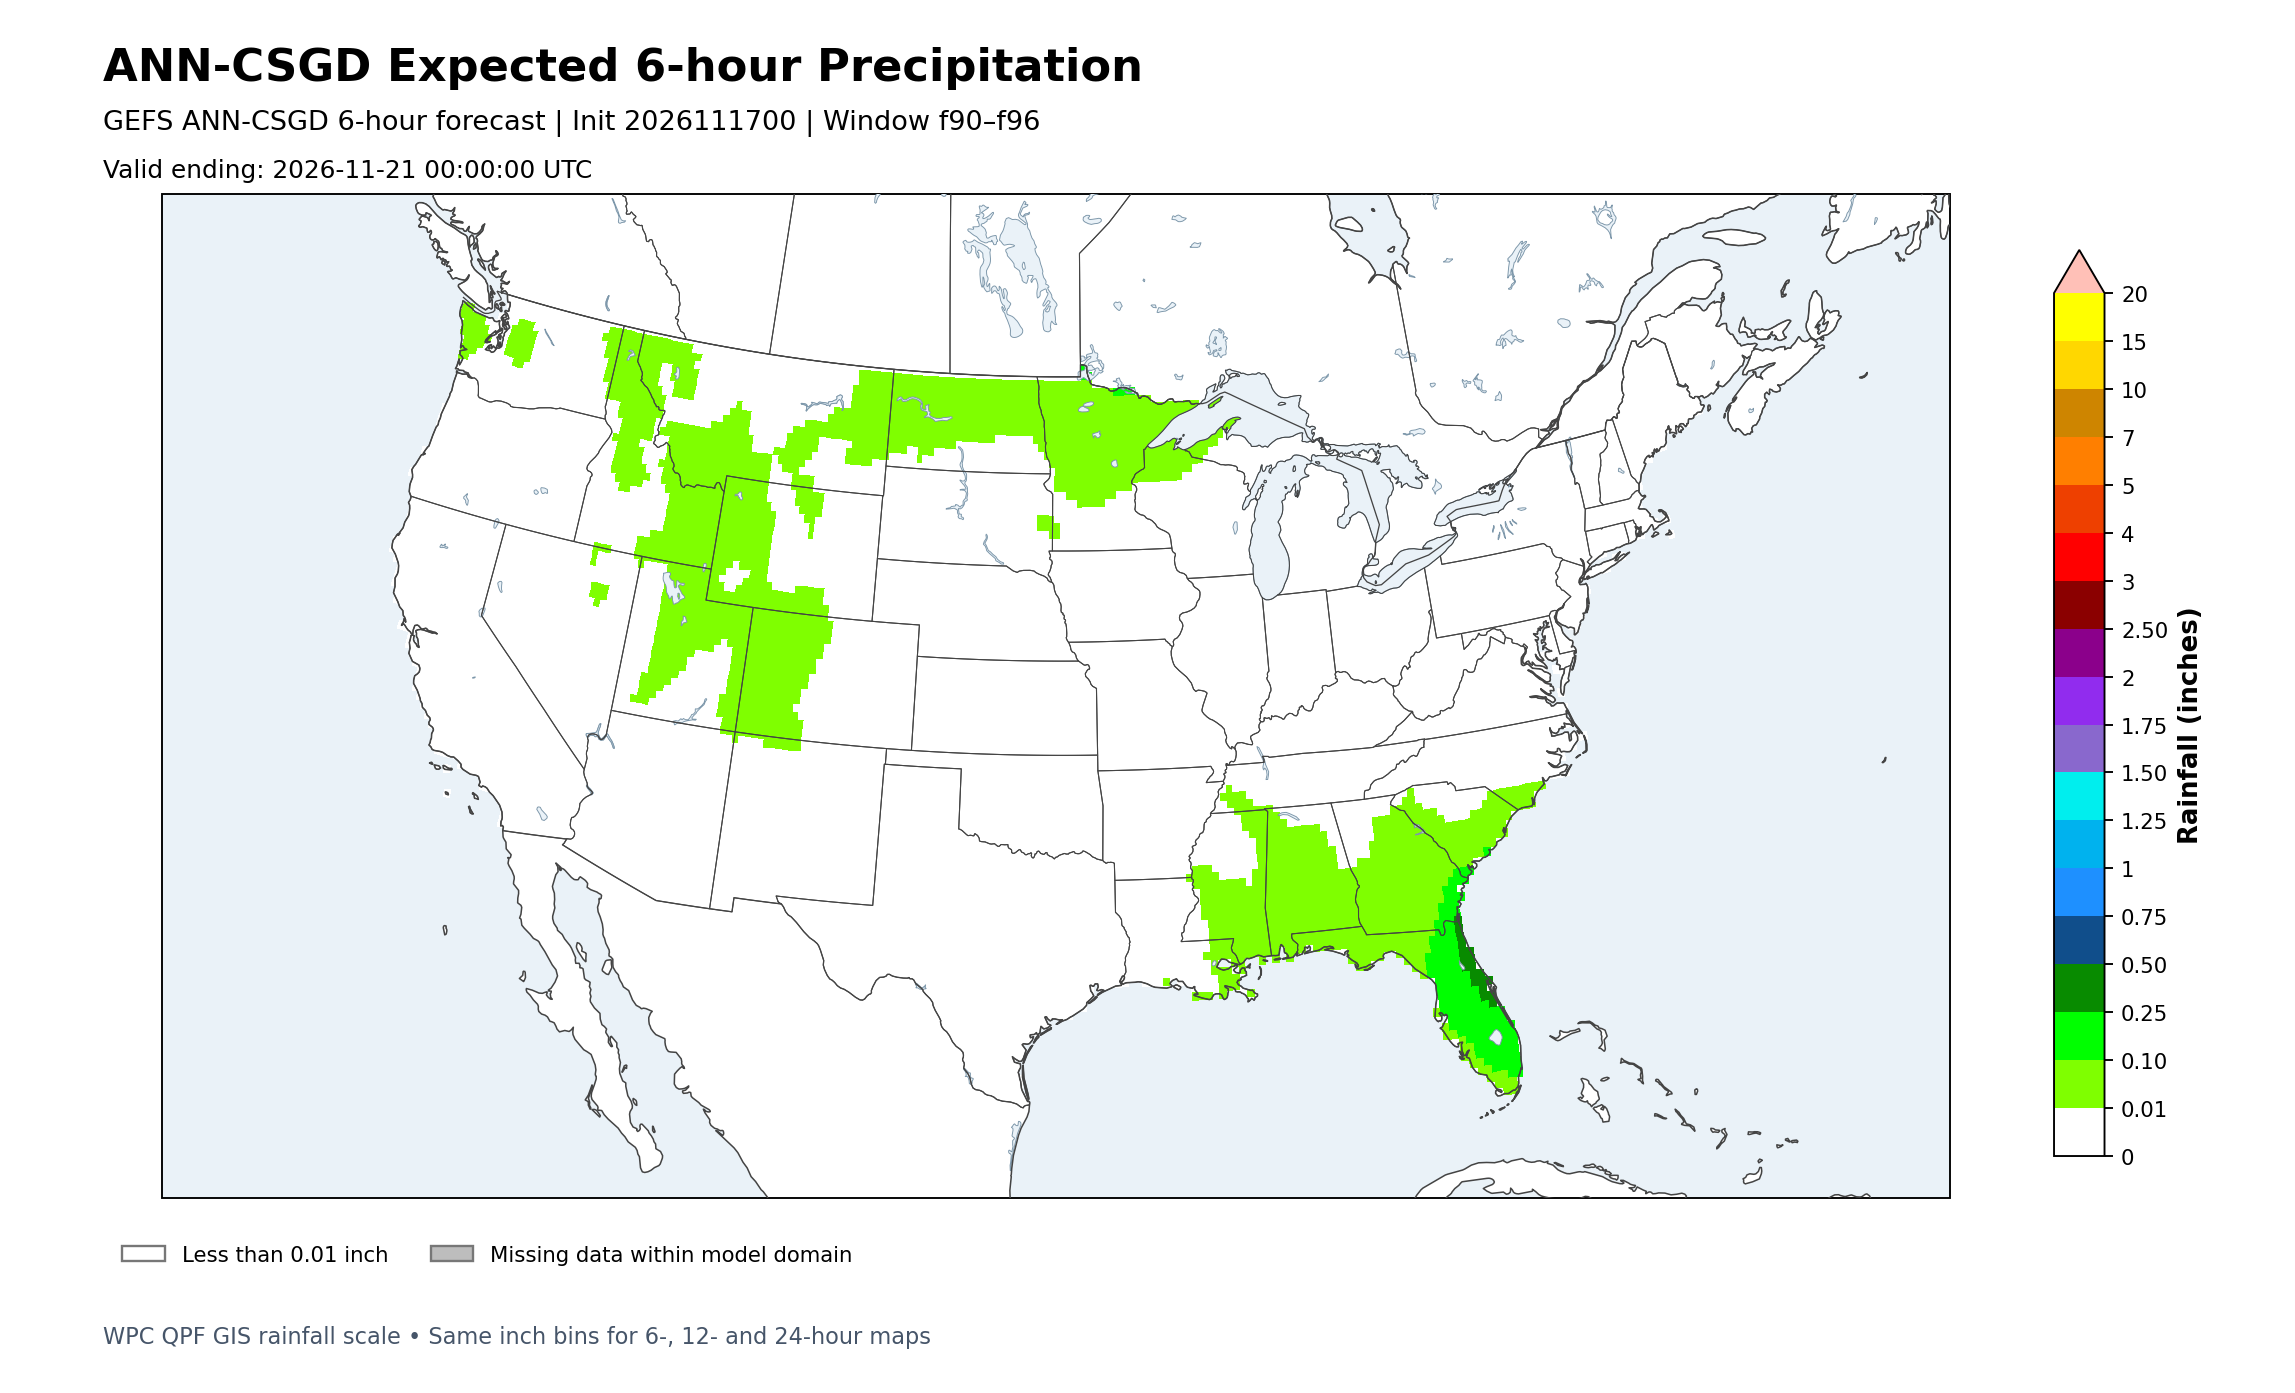 ANN-CSGD Expected 6-hour Precipitation
GEFS ANN-CSGD 6-hour forecast | Init 2026111700 | Window f90–f96
Valid ending: 2026-11-21 00:00:00 UTC
20
15
10
7
5
4
3
2.50
2
1.75
1.50
1.25
1
0.75
0.50
0.25
0.10
0.01
0
Rainfall (inches)
Less than 0.01 inch
Missing data within model domain
WPC QPF GIS rainfall scale • Same inch bins for 6-, 12- and 24-hour maps